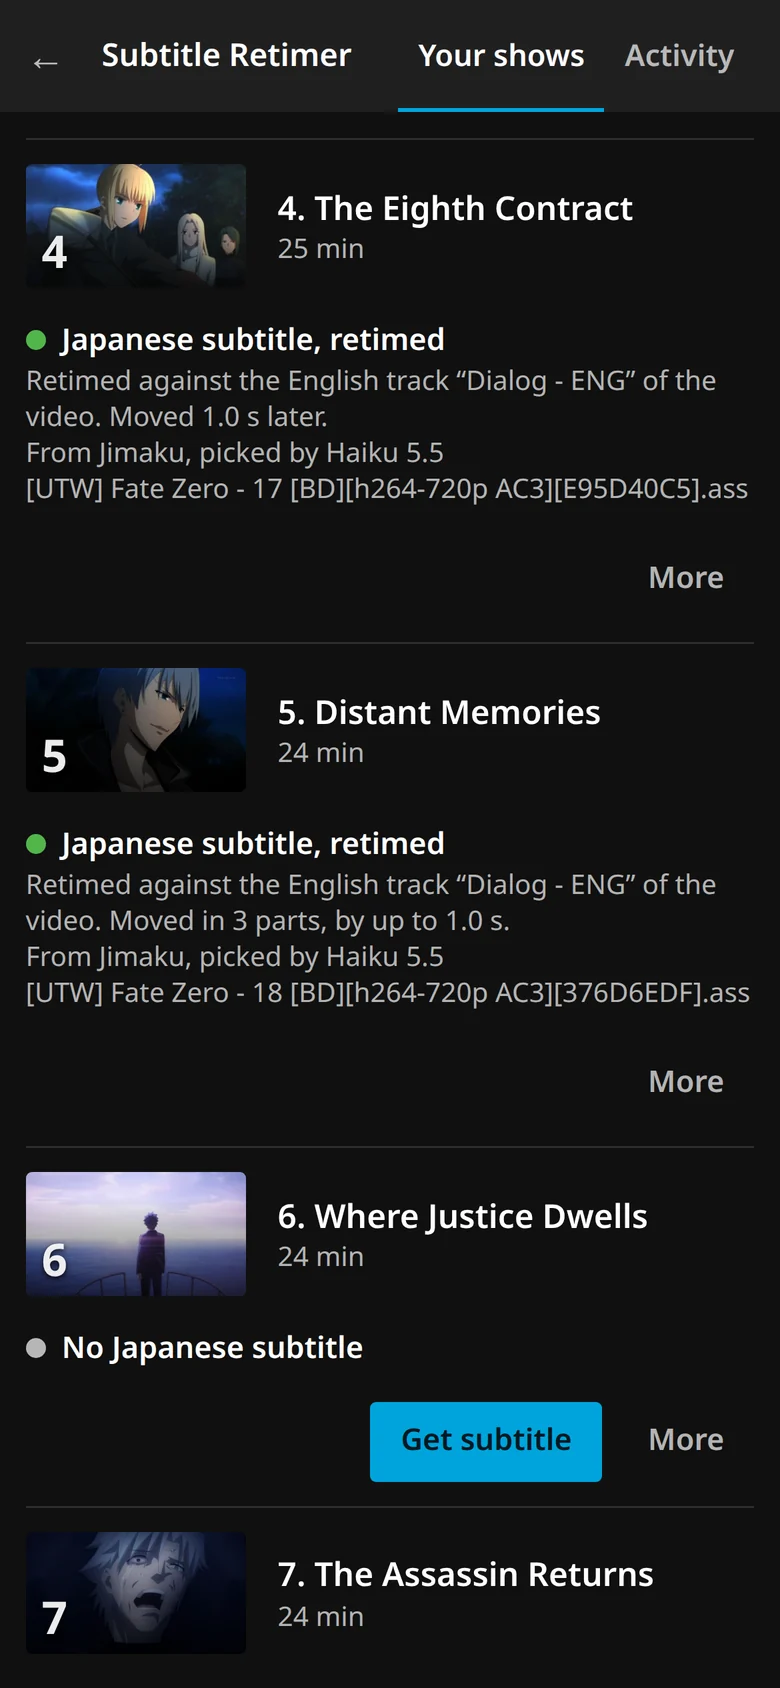 ← Subtitle Retimer Your shows Activity
4
4. The Eighth Contract
25 min
Japanese subtitle, retimed
Retimed against the English track “Dialog - ENG” of the
video. Moved 1.0 s later.
From Jimaku, picked by Haiku 5.5
[UTW] Fate Zero - 17 [BD][h264-720p AC3][E95D40C5].ass
More
5
5. Distant Memories
24 min
Japanese subtitle, retimed
Retimed against the English track “Dialog - ENG” of the
video. Moved in 3 parts, by up to 1.0 s.
From Jimaku, picked by Haiku 5.5
[UTW] Fate Zero - 18 [BD][h264-720p AC3][376D6EDF].ass
More
6
6. Where Justice Dwells
24 min
No Japanese subtitle
Get subtitle More
7
7. The Assassin Returns
24 min